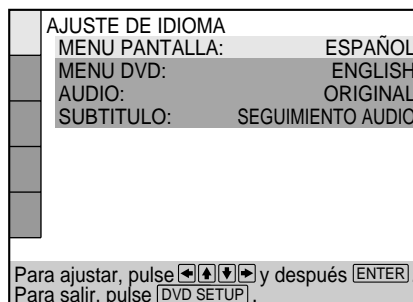 AJUSTE DE IDIOMA
MENU PANTALLA: ESPAÑOL
MENU DVD: ENGLISH
AUDIO: ORIGINAL
SUBTITULO: SEGUIMIENTO AUDIO
Para ajustar, pulse ←↑↓→ y después ENTER
Para salir, pulse DVD SETUP .